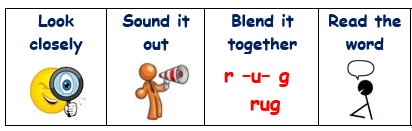 Look
closely
Sound it
out
Blend it
together
r –u– g
rug
Read the
word